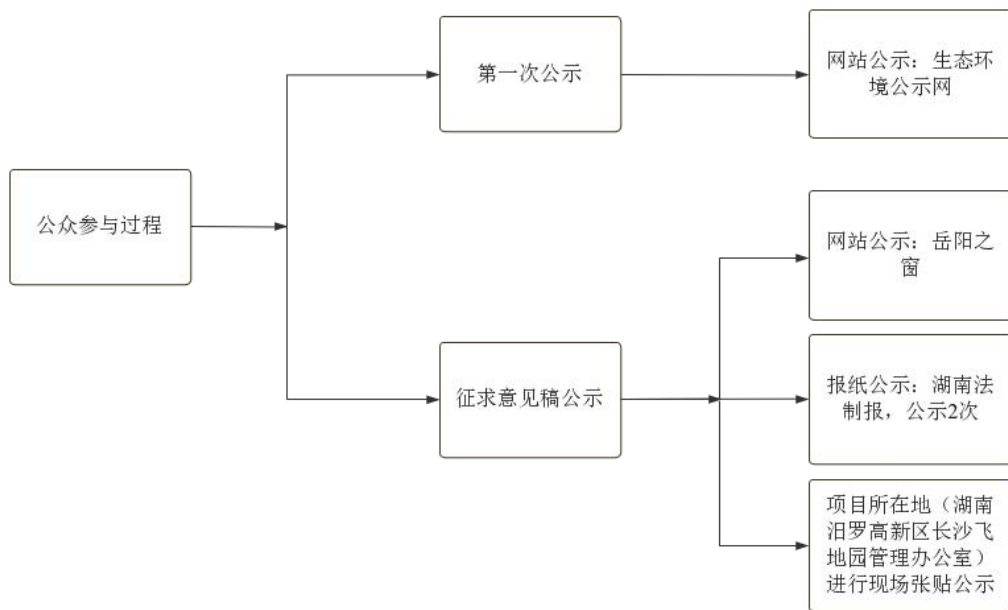 第一次公示
网站公示：生态环
境公示网
公众参与过程
网站公示：岳阳之
窗
征求意见稿公示
报纸公示：湖南法
制报，公示2次
项目所在地（湖南
汨罗高新区长沙飞
地园管理办公室）
进行现场张贴公示